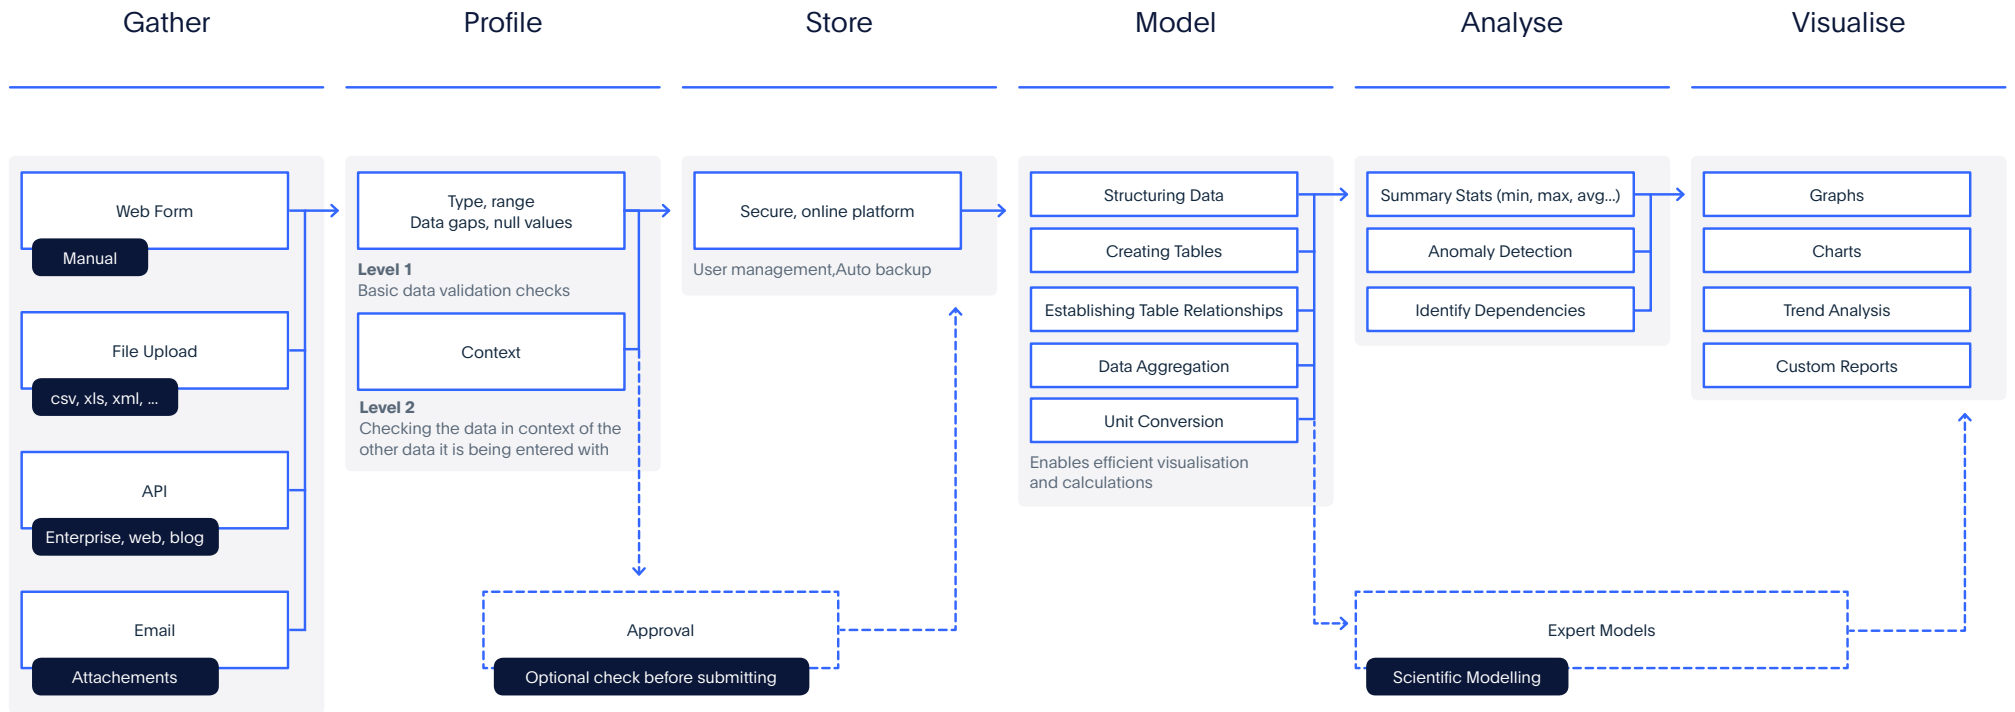 Gather
Profile
Store
Model
Analyse
Visualise
Web Form
Manual
File Upload
csv, xls, xml, ...
API
Enterprise, web, blog
Email
Attachements
Type, range
Data gaps, null values
Level 1
Basic data validation checks
Context
Level 2
Checking the data in context of the
other data it is being entered with
Approval
Optional check before submitting
Secure, online platform
User management,Auto backup
Structuring Data
Creating Tables
Establishing Table Relationships
Data Aggregation
Unit Conversion
Enables efficient visualisation
and calculations
Summary Stats (min, max, avg...)
Anomaly Detection
Identify Dependencies
Expert Models
Scientific Modelling
Graphs
Charts
Trend Analysis
Custom Reports